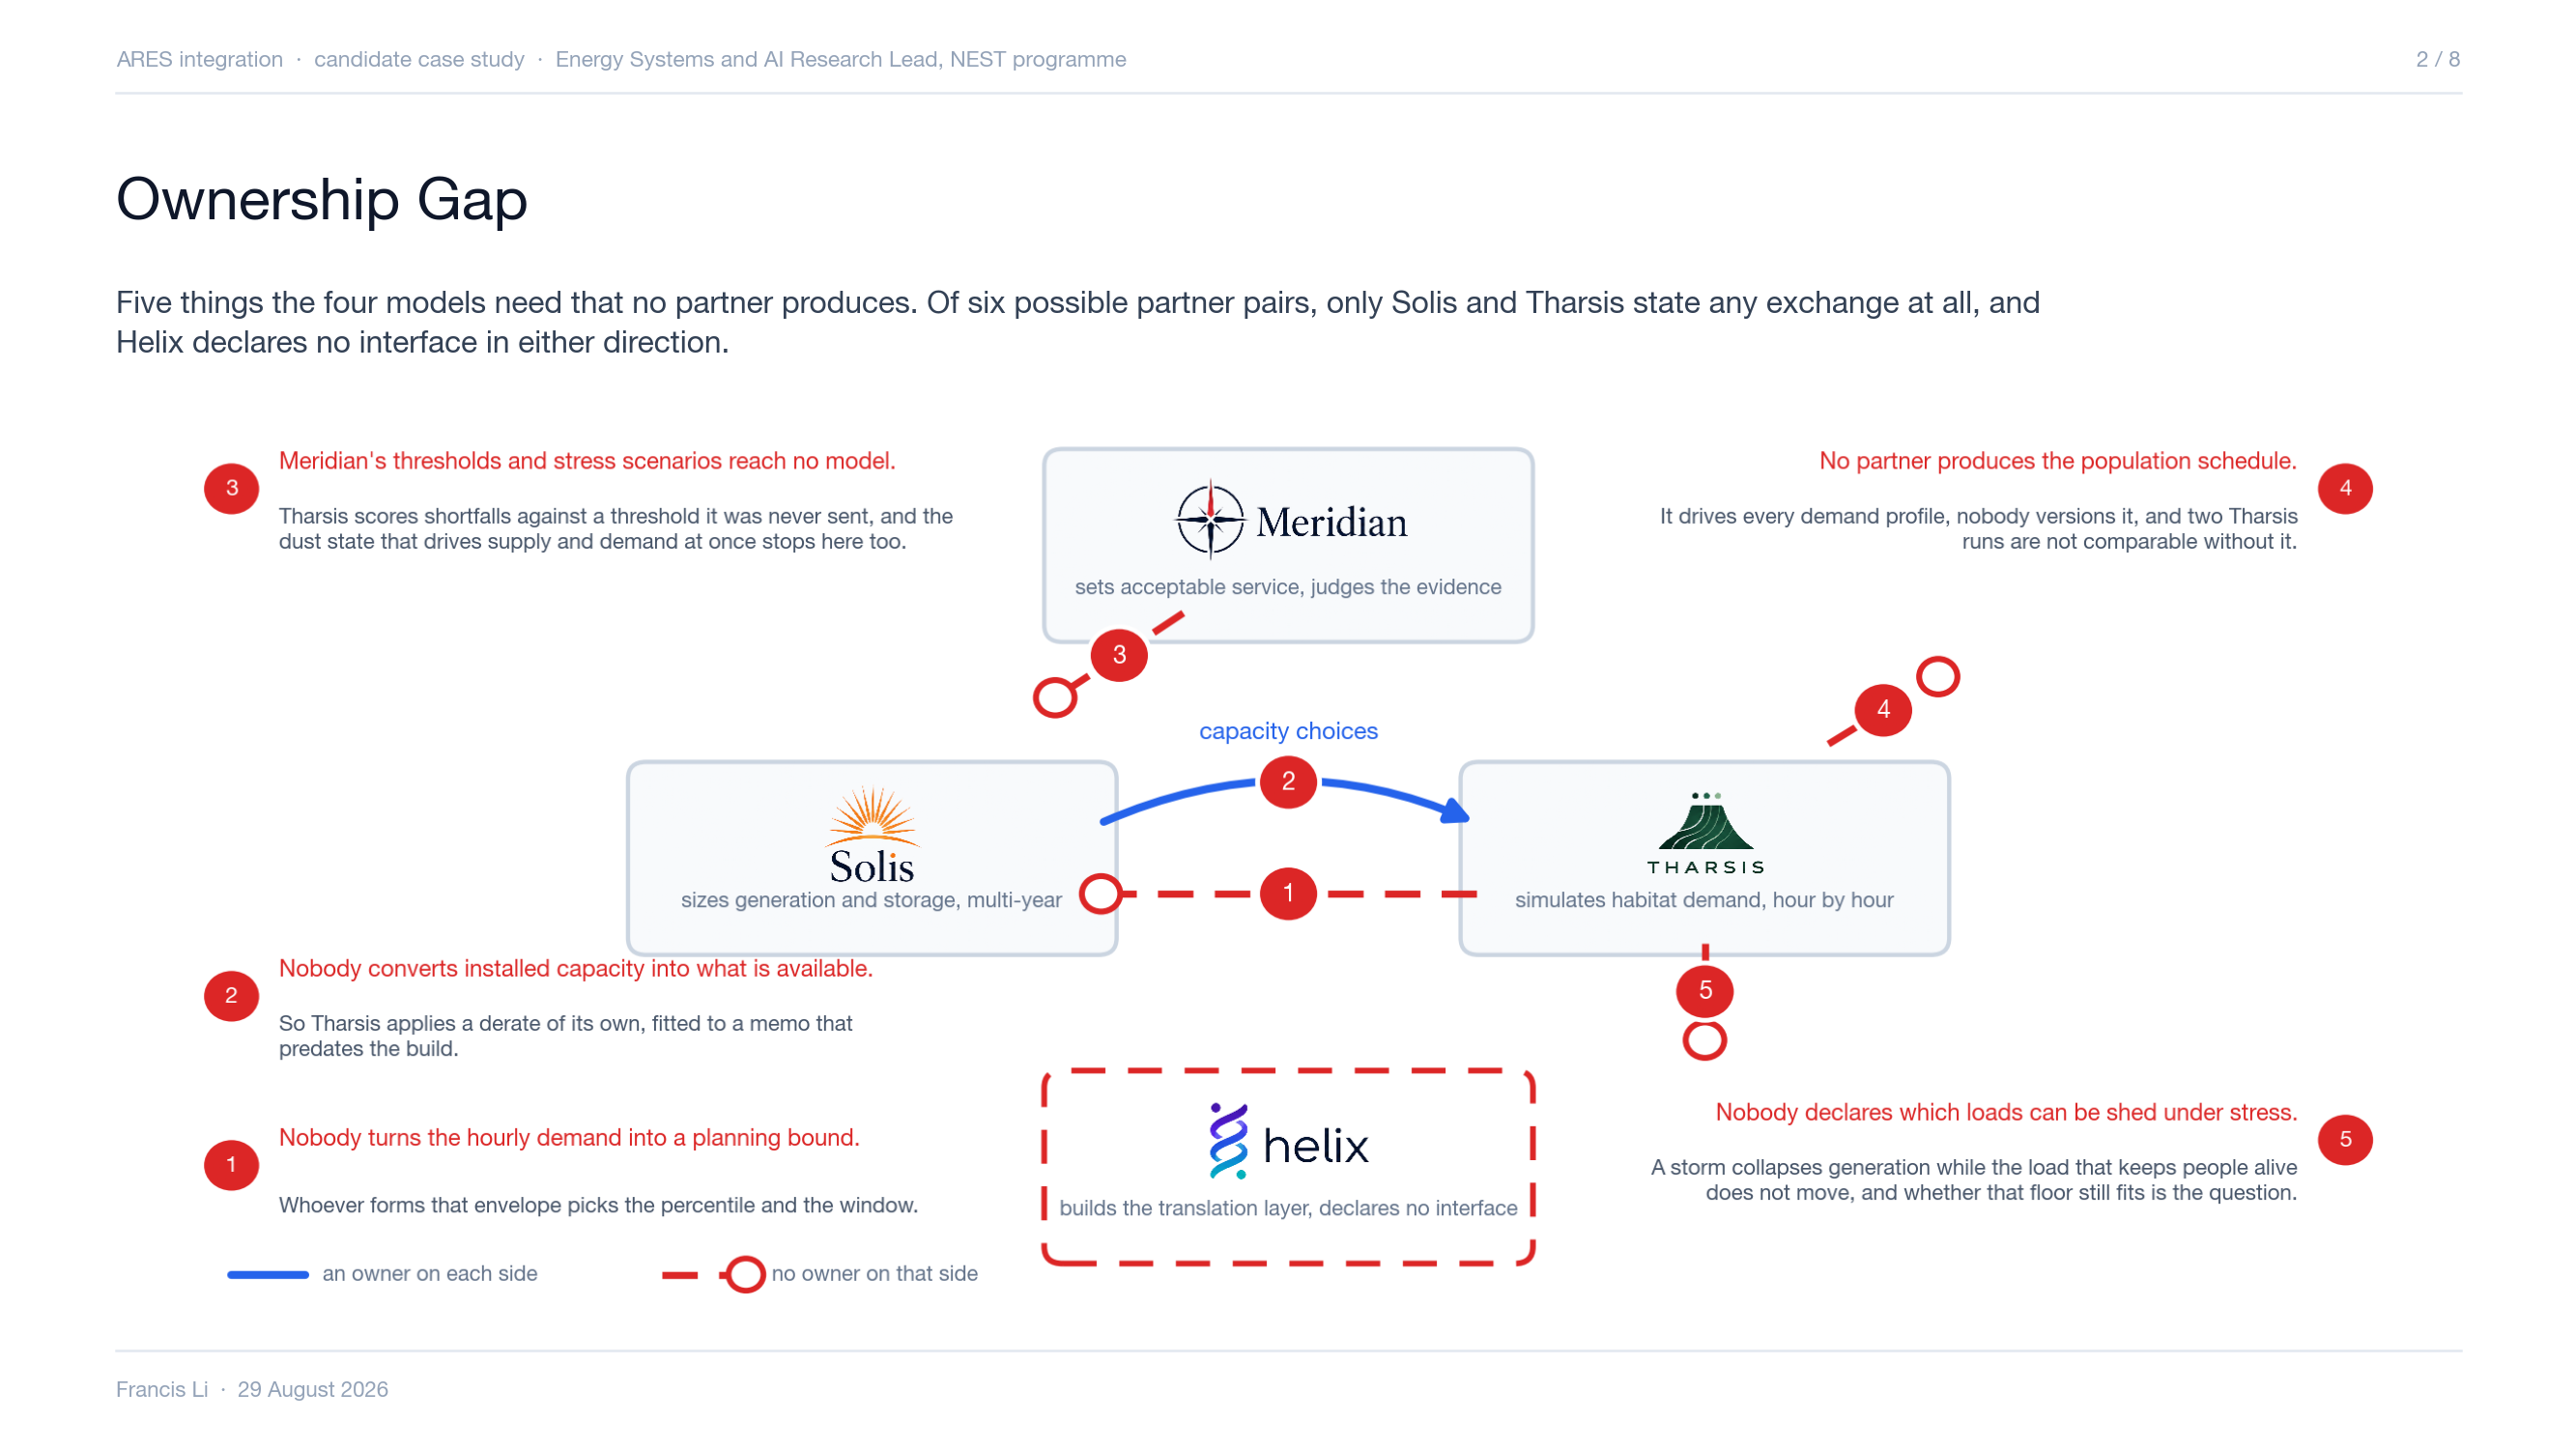 ARES integration · candidate case study · Energy Systems and AI Research Lead, NEST programme
2 / 8
Ownership Gap
Five things the four models need that no partner produces. Of six possible partner pairs, only Solis and Tharsis state any exchange at all, and
Helix declares no interface in either direction.
3
Meridian's thresholds and stress scenarios reach no model.
Tharsis scores shortfalls against a threshold it was never sent, and the
dust state that drives supply and demand at once stops here too.
Meridian
sets acceptable service, judges the evidence
3
No partner produces the population schedule.
4
It drives every demand profile, nobody versions it, and two Tharsis
runs are not comparable without it.
4
capacity choices
2
Solis
sizes generation and storage, multi-year
1
THARSIS
simulates habitat demand, hour by hour
5
2
Nobody converts installed capacity into what is available.
So Tharsis applies a derate of its own, fitted to a memo that
predates the build.
1
Nobody turns the hourly demand into a planning bound.
Whoever forms that envelope picks the percentile and the window.
helix
builds the translation layer, declares no interface
Nobody declares which loads can be shed under stress.
5
A storm collapses generation while the load that keeps people alive
does not move, and whether that floor still fits is the question.
an owner on each side
no owner on that side
Francis Li · 29 August 2026